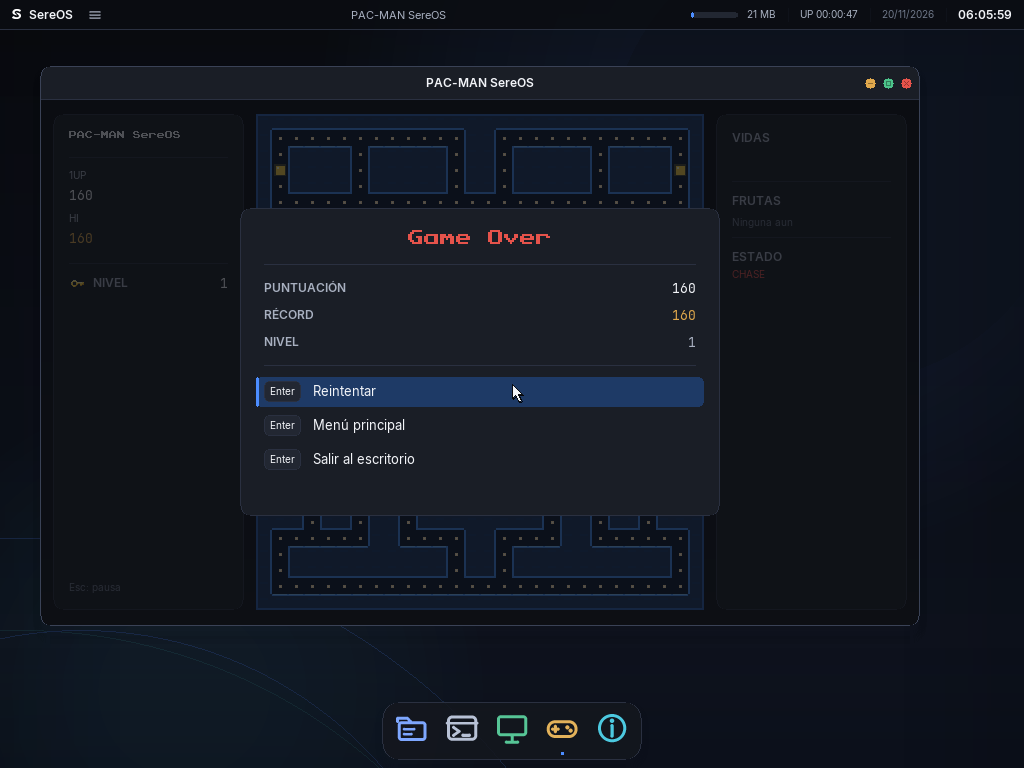 SereOS
PAC-MAN SereOS
21 MB
UP 00:00:47
20/11/2026
06:05:59
PAC-MAN SereOS
PAC-MAN SereOS
1UP
160
HI
160
NIVEL 1
Esc: pausa
VIDAS
FRUTAS
Ninguna aun
ESTADO
CHASE
Game Over
PUNTUACIÓN 160
RÉCORD 160
NIVEL 1
Enter Reintentar
Enter Menú principal
Enter Salir al escritorio